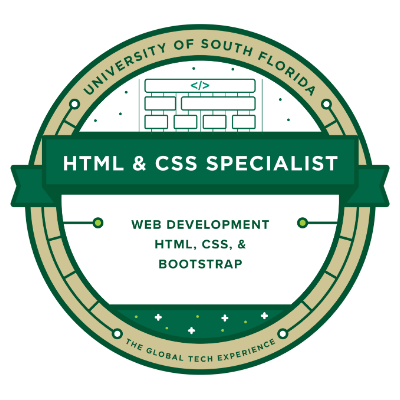 UNIVERSITY OF SOUTH FLORIDA
</>
HTML & CSS SPECIALIST
WEB DEVELOPMENT
HTML, CSS, &
BOOTSTRAP
THE GLOBAL TECH EXPERIENCE